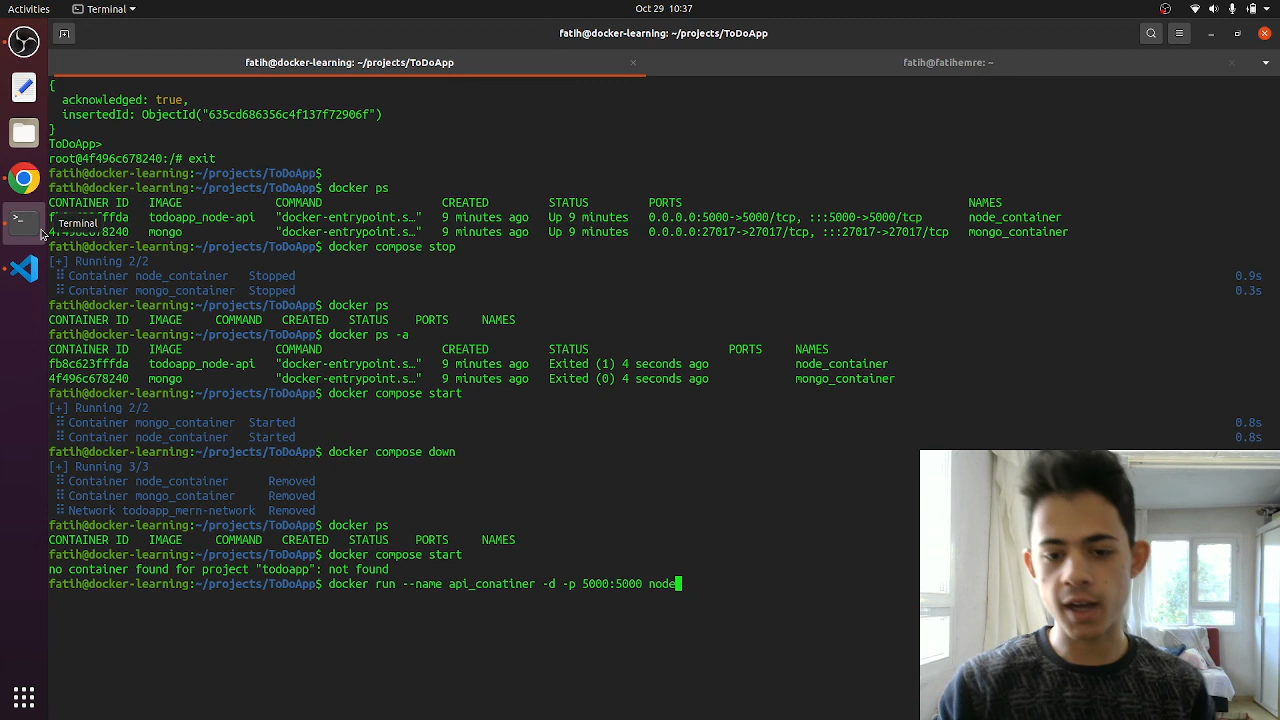 Activities Terminal Oct 29 10:37
fatih@docker-learning: ~/projects/ToDoApp
fatih@docker-learning: ~/projects/ToDoApp fatih@fatihemre: ~
{
acknowledged: true,
insertedId: ObjectId("635cd686356c4f137f72906f")
}
ToDoApp>
root@4f496c678240:/# exit
fatih@docker-learning:~/projects/ToDoApp$
fatih@docker-learning:~/projects/ToDoApp$ docker ps
CONTAINER ID IMAGE COMMAND CREATED STATUS PORTS NAMES
todoapp_node-api "docker-entrypoint.s…" 9 minutes ago Up 9 minutes 0.0.0.0:5000->5000/tcp, :::5000->5000/tcp node_container
Terminal
mongo "docker-entrypoint.s…" 9 minutes ago Up 9 minutes 0.0.0.0:27017->27017/tcp, :::27017->27017/tcp mongo_container
fatih@docker-learning:~/projects/ToDoApp$ docker compose stop
[+] Running 2/2
⠿ Container node_container Stopped 0.9s
⠿ Container mongo_container Stopped 0.3s
fatih@docker-learning:~/projects/ToDoApp$ docker ps
CONTAINER ID IMAGE COMMAND CREATED STATUS PORTS NAMES
fatih@docker-learning:~/projects/ToDoApp$ docker ps -a
CONTAINER ID IMAGE COMMAND CREATED STATUS PORTS NAMES
fb8c623fffda todoapp_node-api "docker-entrypoint.s…" 9 minutes ago Exited (1) 4 seconds ago node_container
4f496c678240 mongo "docker-entrypoint.s…" 9 minutes ago Exited (0) 4 seconds ago mongo_container
fatih@docker-learning:~/projects/ToDoApp$ docker compose start
[+] Running 2/2
⠿ Container mongo_container Started 0.8s
⠿ Container node_container Started 0.8s
fatih@docker-learning:~/projects/ToDoApp$ docker compose down
[+] Running 3/3
⠿ Container node_container Removed
⠿ Container mongo_container Removed
⠿ Network todoapp_mern-network Removed
fatih@docker-learning:~/projects/ToDoApp$ docker ps
CONTAINER ID IMAGE COMMAND CREATED STATUS PORTS NAMES
fatih@docker-learning:~/projects/ToDoApp$ docker compose start
no container found for project "todoapp": not found
fatih@docker-learning:~/projects/ToDoApp$ docker run --name api_conatiner -d -p 5000:5000 node